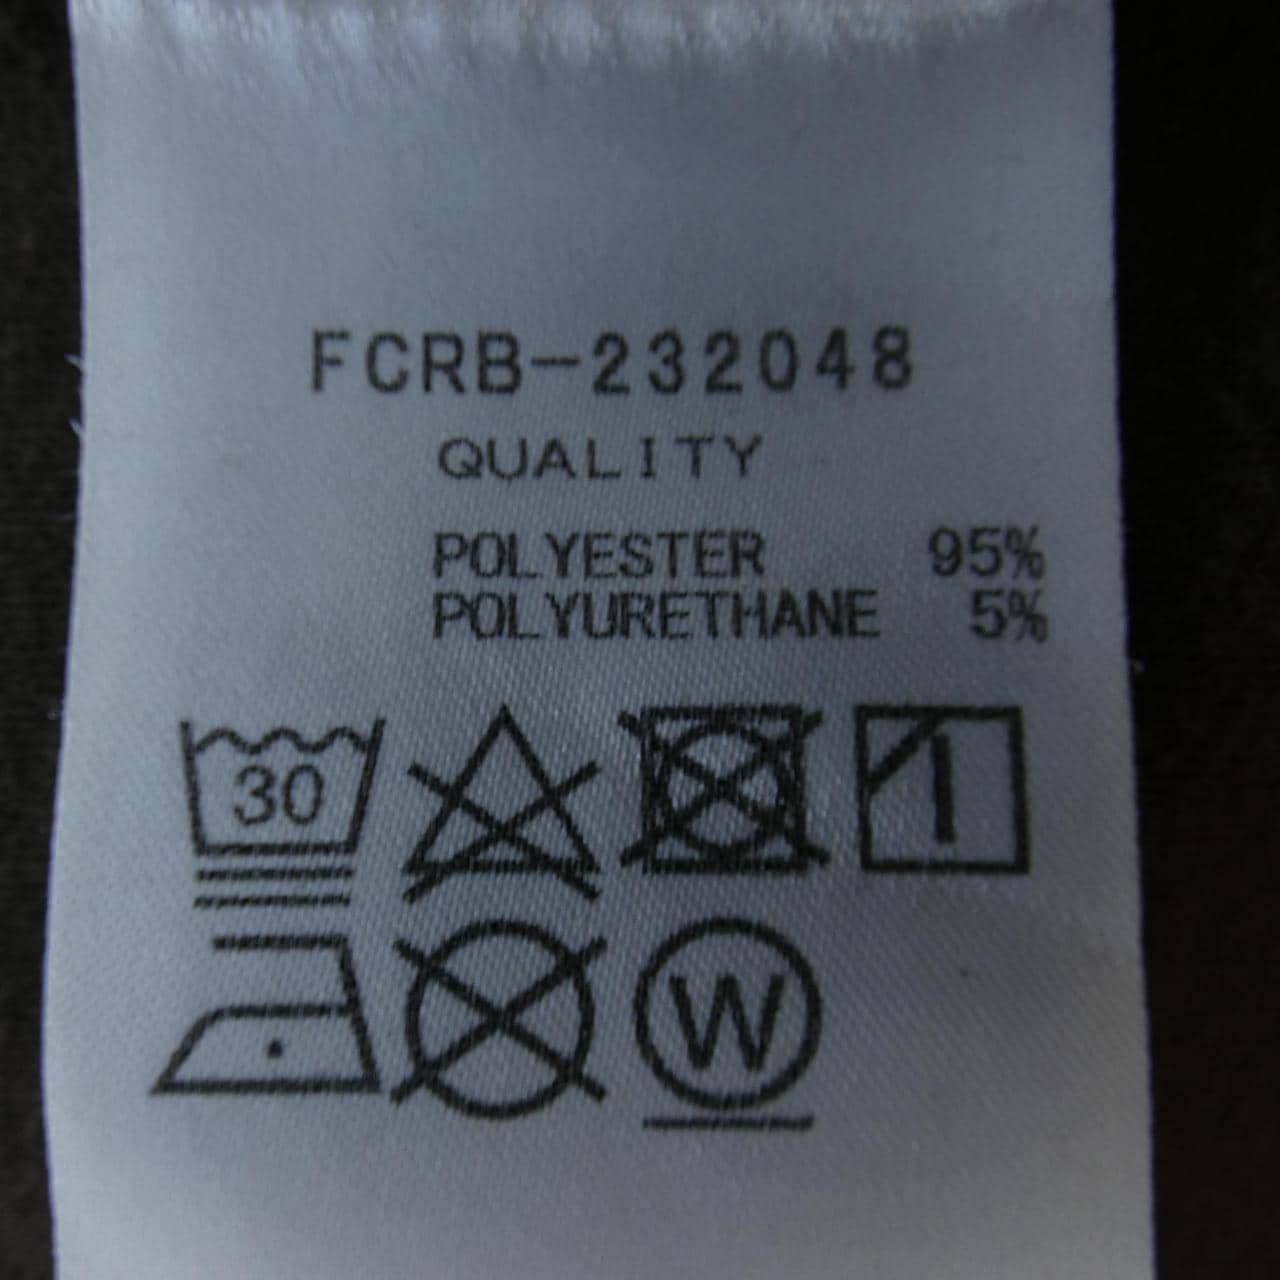 FCRB-232048
QUALITY
POLYESTER 95%
POLYURETHANE 5%
30
W